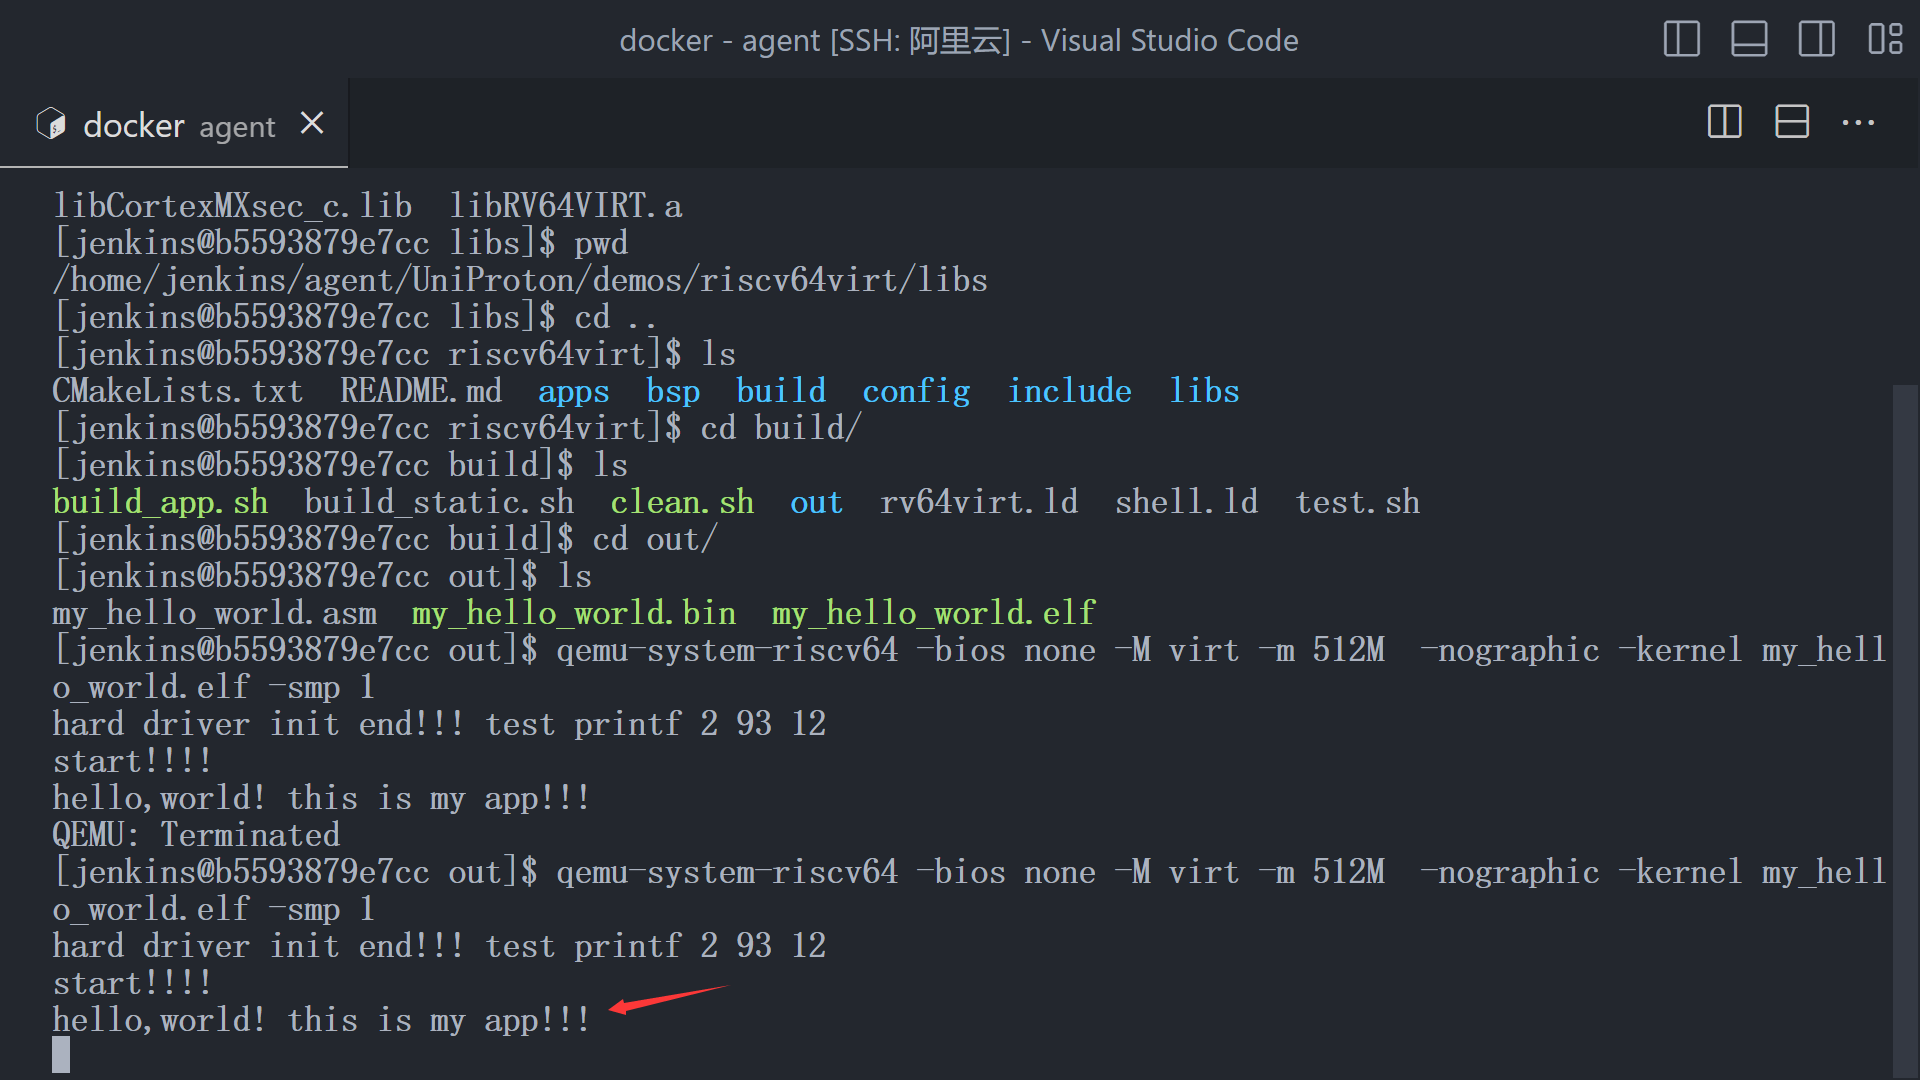 docker - agent [SSH: 阿里云] - Visual Studio Code
docker agent
libCortexMXsec_c.lib  libRV64VIRT.a
[jenkins@b5593879e7cc libs]$ pwd
/home/jenkins/agent/UniProton/demos/riscv64virt/libs
[jenkins@b5593879e7cc libs]$ cd ..
[jenkins@b5593879e7cc riscv64virt]$ ls
CMakeLists.txt  README.md  apps  bsp  build  config  include  libs
[jenkins@b5593879e7cc riscv64virt]$ cd build/
[jenkins@b5593879e7cc build]$ ls
build_app.sh  build_static.sh  clean.sh  out  rv64virt.ld  shell.ld  test.sh
[jenkins@b5593879e7cc build]$ cd out/
[jenkins@b5593879e7cc out]$ ls
my_hello_world.asm  my_hello_world.bin  my_hello_world.elf
[jenkins@b5593879e7cc out]$ qemu-system-riscv64 -bios none -M virt -m 512M  -nographic -kernel my_hell
o_world.elf -smp 1
hard driver init end!!! test printf 2 93 12
start!!!!
hello,world! this is my app!!!
QEMU: Terminated
[jenkins@b5593879e7cc out]$ qemu-system-riscv64 -bios none -M virt -m 512M  -nographic -kernel my_hell
o_world.elf -smp 1
hard driver init end!!! test printf 2 93 12
start!!!!
hello,world! this is my app!!!